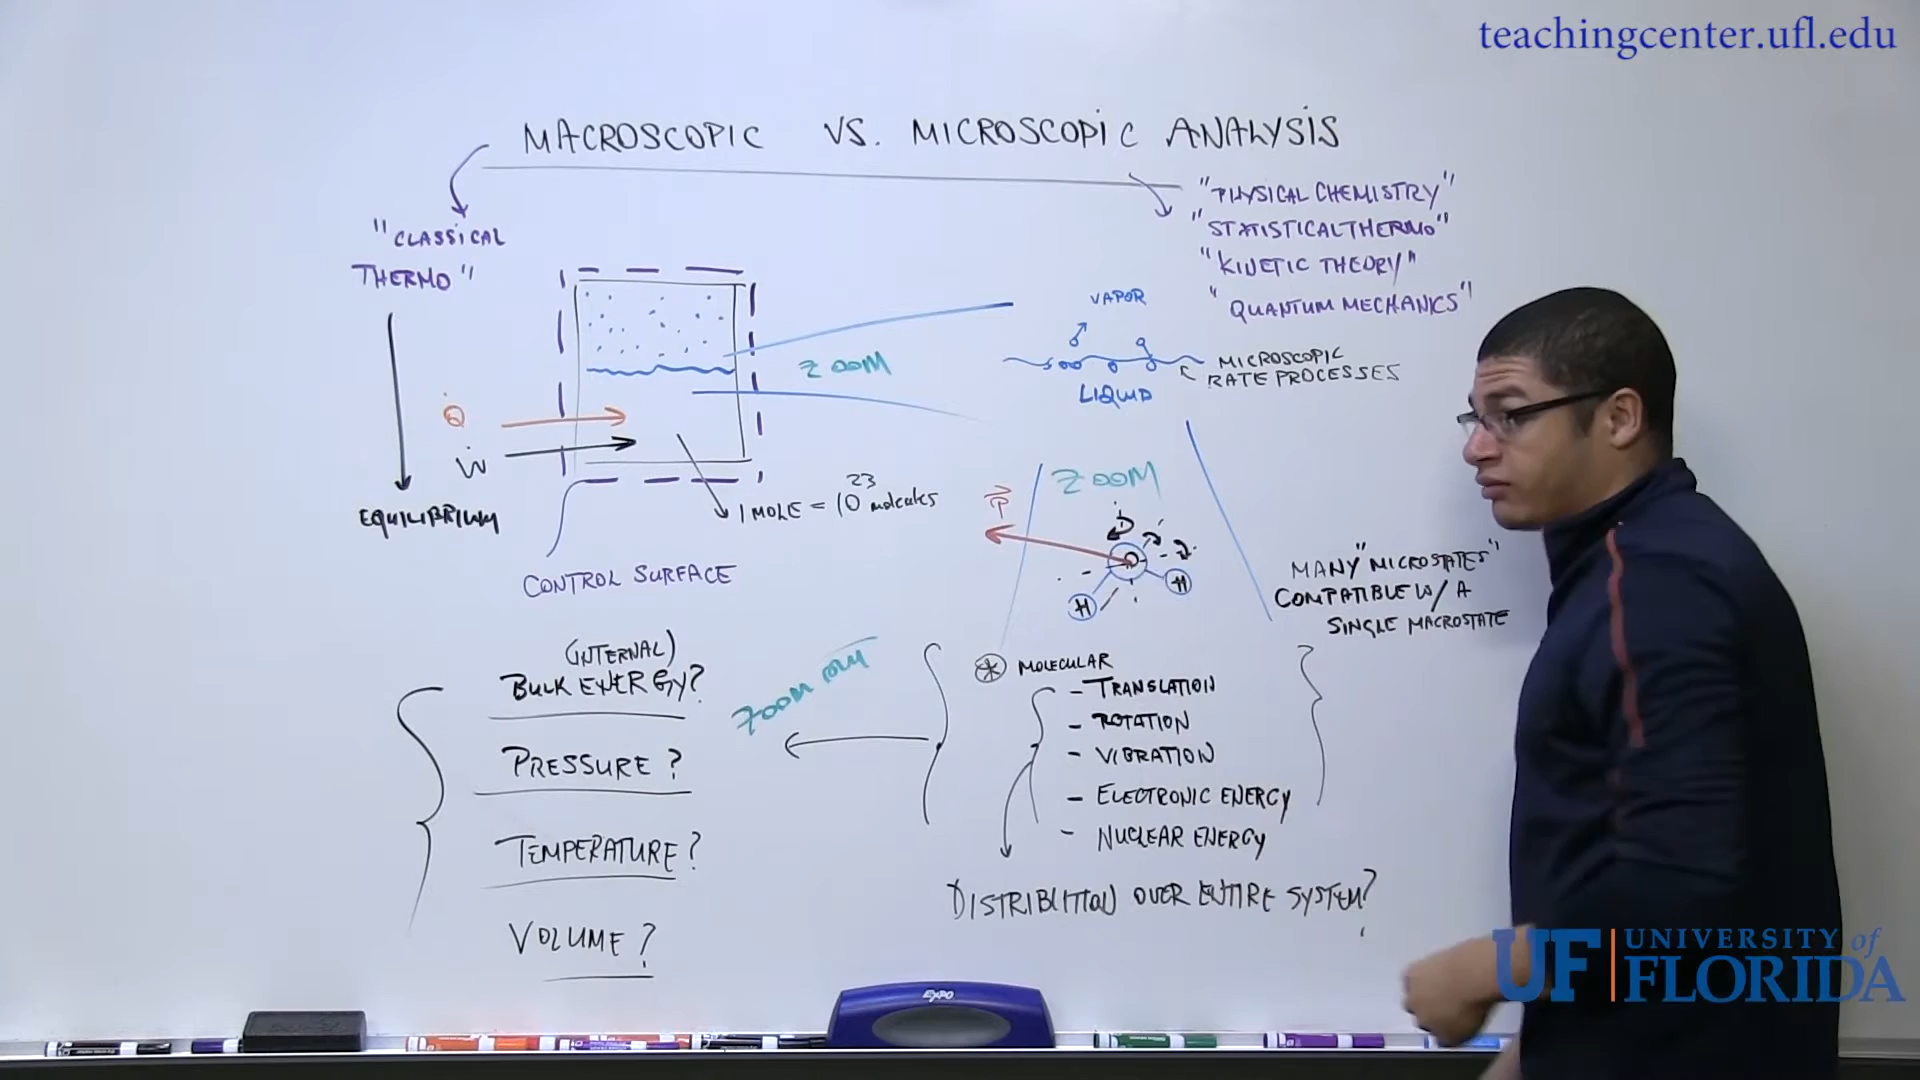 teachingcenter.ufl.edu
MACROSCOPIC VS. MICROSCOPIC ANALYSIS
"CLASSICAL
THERMO"
"PHYSICAL CHEMISTRY"
"STATISTICAL THERMO"
"KINETIC THEORY"
"QUANTUM MECHANICS"
ZOOM
VAPOR
LIQUID
MICROSCOPIC
RATE PROCESSES
Q̇
Ẇ
EQUILIBRIUM
1 MOLE = 10²³ molecules
CONTROL SURFACE
ZOOM
P
O
H
H
MANY "MICROSTATES"
COMPATIBLE W/ A
SINGLE MACROSTATE
(INTERNAL)
BULK ENERGY?
PRESSURE?
TEMPERATURE?
VOLUME?
ZOOM OUT
* MOLECULAR
- TRANSLATION
- ROTATION
- VIBRATION
- ELECTRONIC ENERGY
- NUCLEAR ENERGY
DISTRIBUTION OVER ENTIRE SYSTEM?
EXPO
UF UNIVERSITY of
FLORIDA